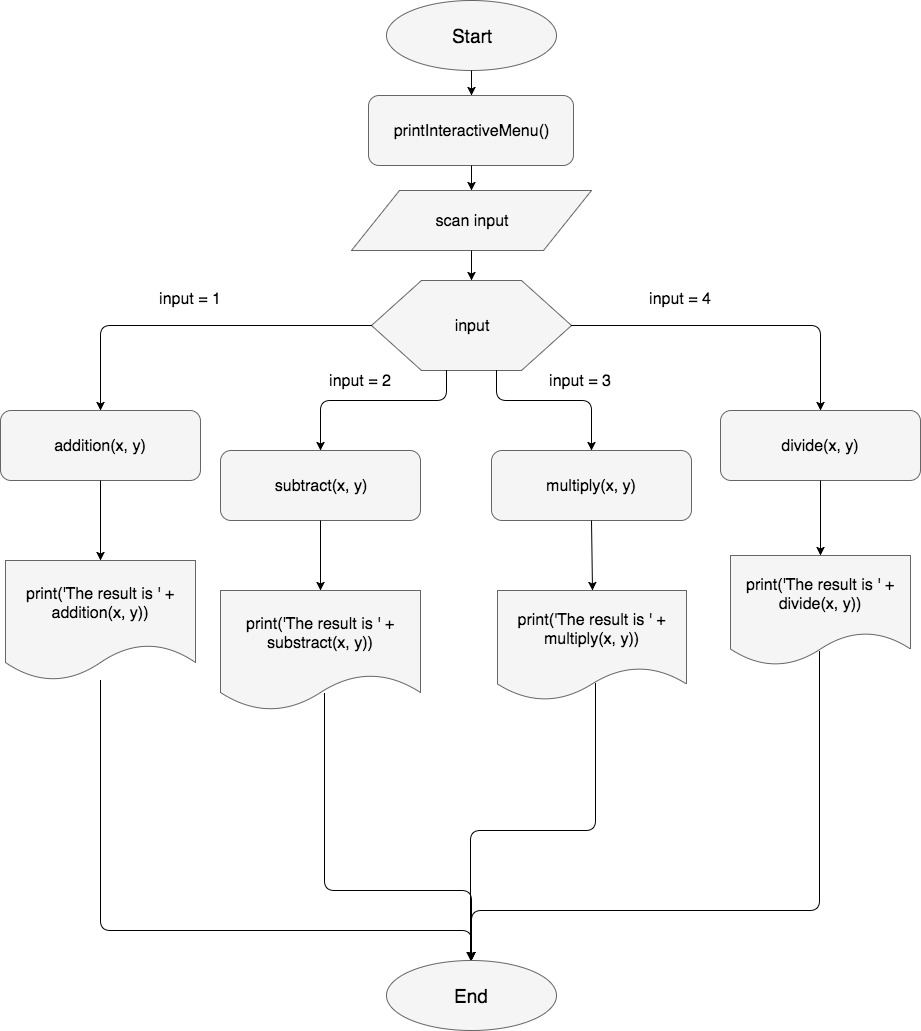 Start
printInteractiveMenu()
scan input
input = 1
input = 4
input
input = 2
input = 3
addition(x, y)
subtract(x, y)
multiply(x, y)
divide(x, y)
print('The result is ' +
addition(x, y))
print('The result is ' +
substract(x, y))
print('The result is ' +
multiply(x, y))
print('The result is ' +
divide(x, y))
End